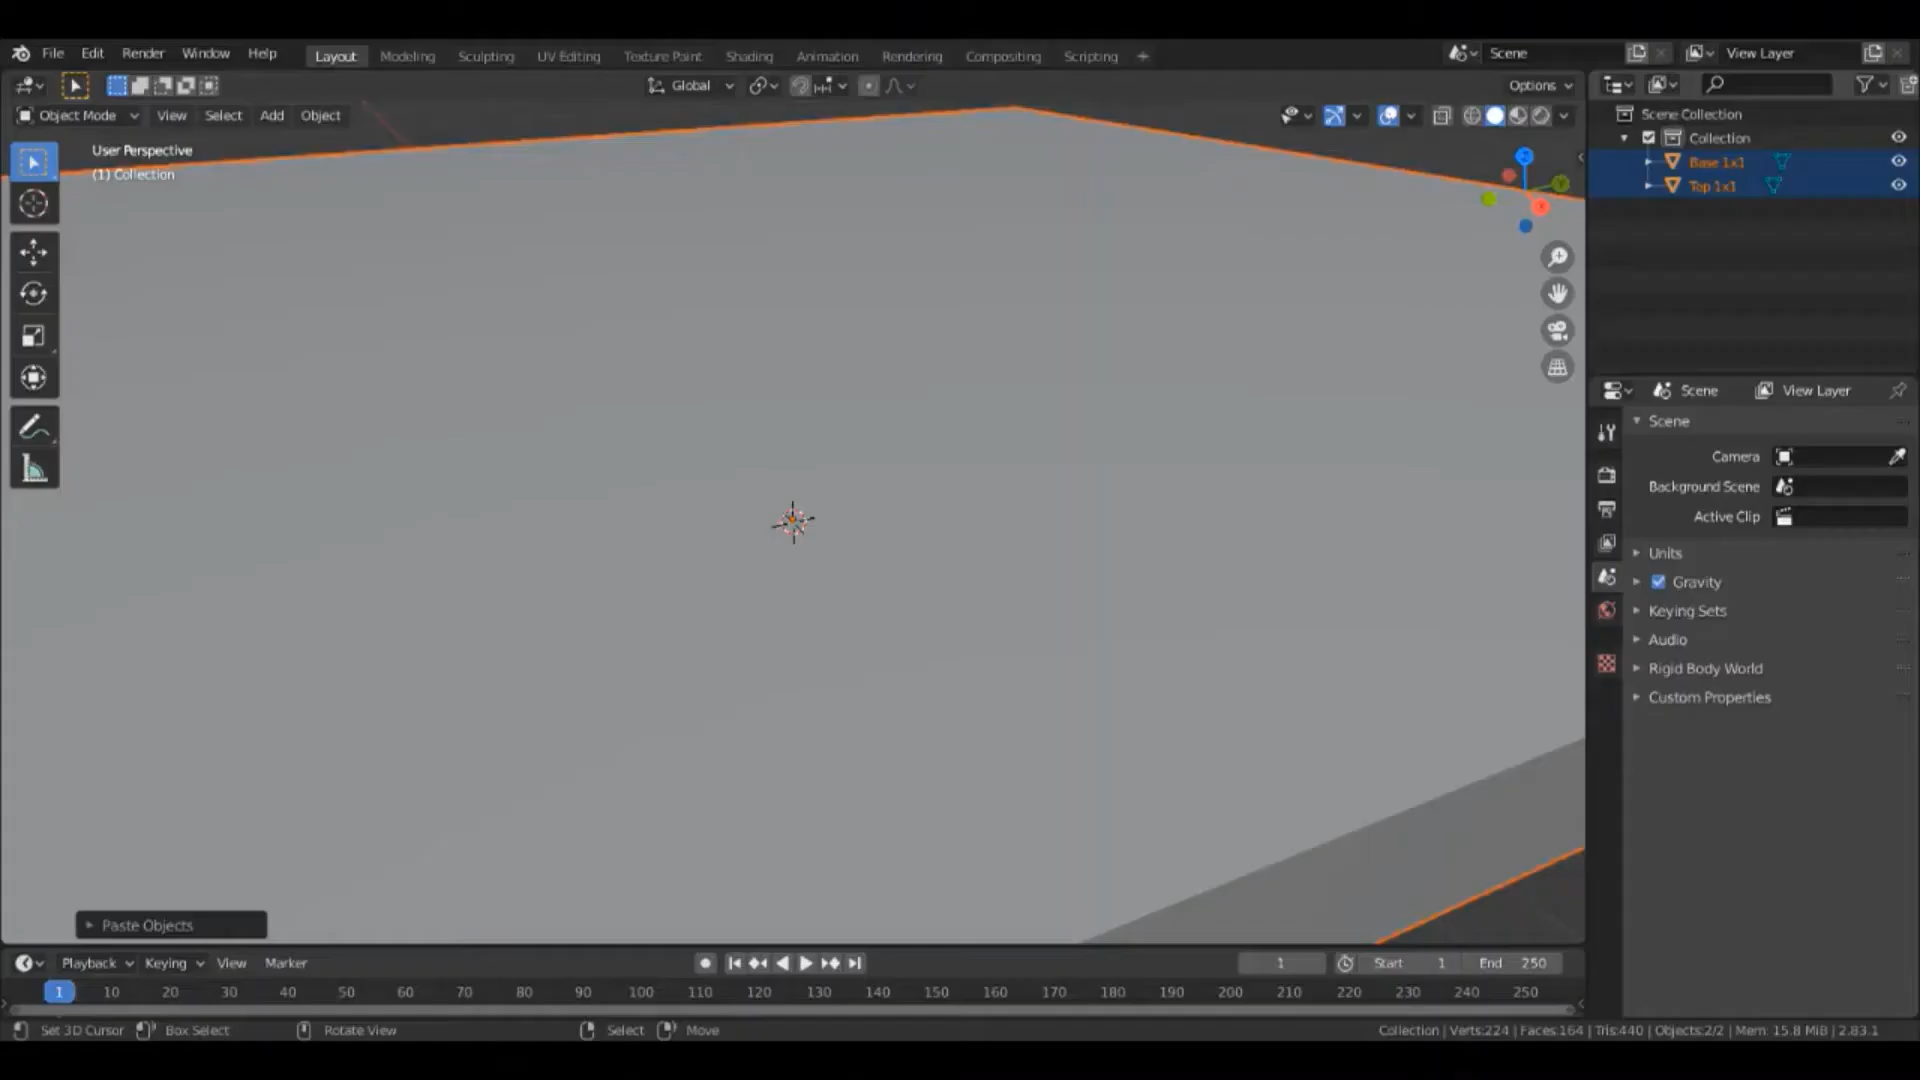 File Edit Render Window Help Layout Modeling Sculpting UV Editing Texture Paint Shading Animation Rendering Compositing Scripting + Scene View Layer
Global Options
Object Mode View Select Add Object
User Perspective
(1) Collection
Scene Collection
Collection
Base 1x1
Top 1x1
Scene View Layer
Scene
Camera
Background Scene
Active Clip
Units
Gravity
Keying Sets
Audio
Rigid Body World
Custom Properties
Paste Objects
Playback Keying View Marker 1 Start 1 End 250
1 10 20 30 40 50 60 70 80 90 100 110 120 130 140 150 160 170 180 190 200 210 220 230 240 250
Set 3D Cursor Box Select Rotate View Select Move Collection | Verts:224 | Faces:164 | Tris:440 | Objects:2/2 | Mem: 15.8 MiB | 2.83.1